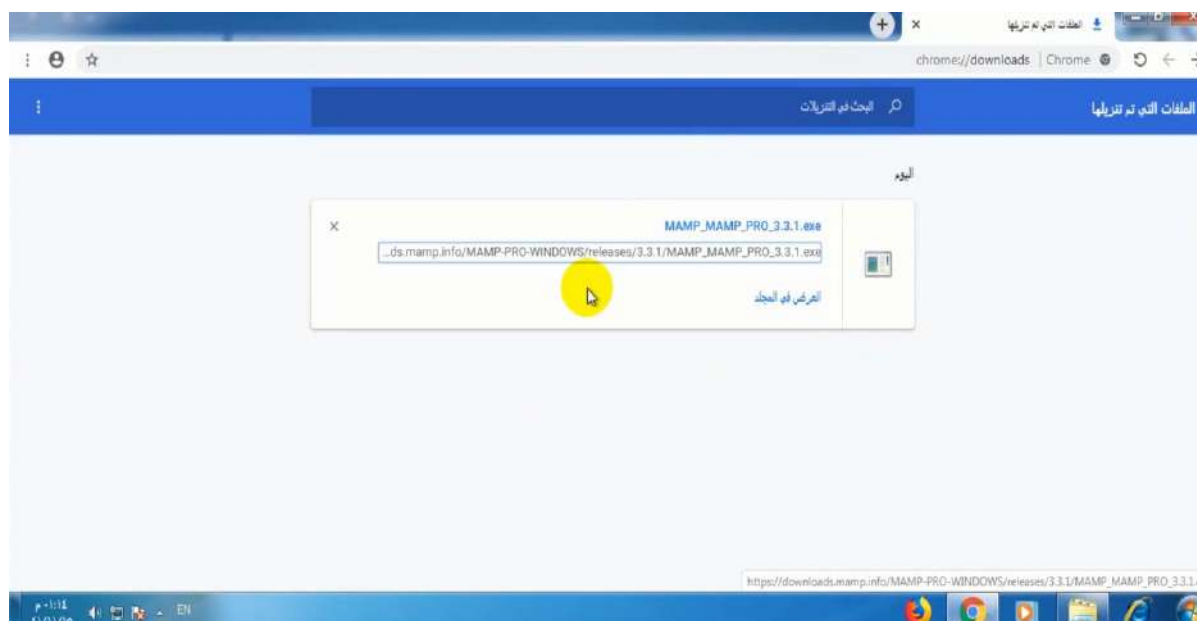 الملفات التي تم تنزيلها
chrome://downloads | Chrome
الملفات التي تم تنزيلها
البحث في التنزيلات
اليوم
MAMP_MAMP_PRO_3.3.1.exe
...ds.mamp.info/MAMP-PRO-WINDOWS/releases/3.3.1/MAMP_MAMP_PRO_3.3.1.exe
العرض في المجلد
https://downloads.mamp.info/MAMP-PRO-WINDOWS/releases/3.3.1/MAMP_MAMP_PRO_3.3.1.
EN